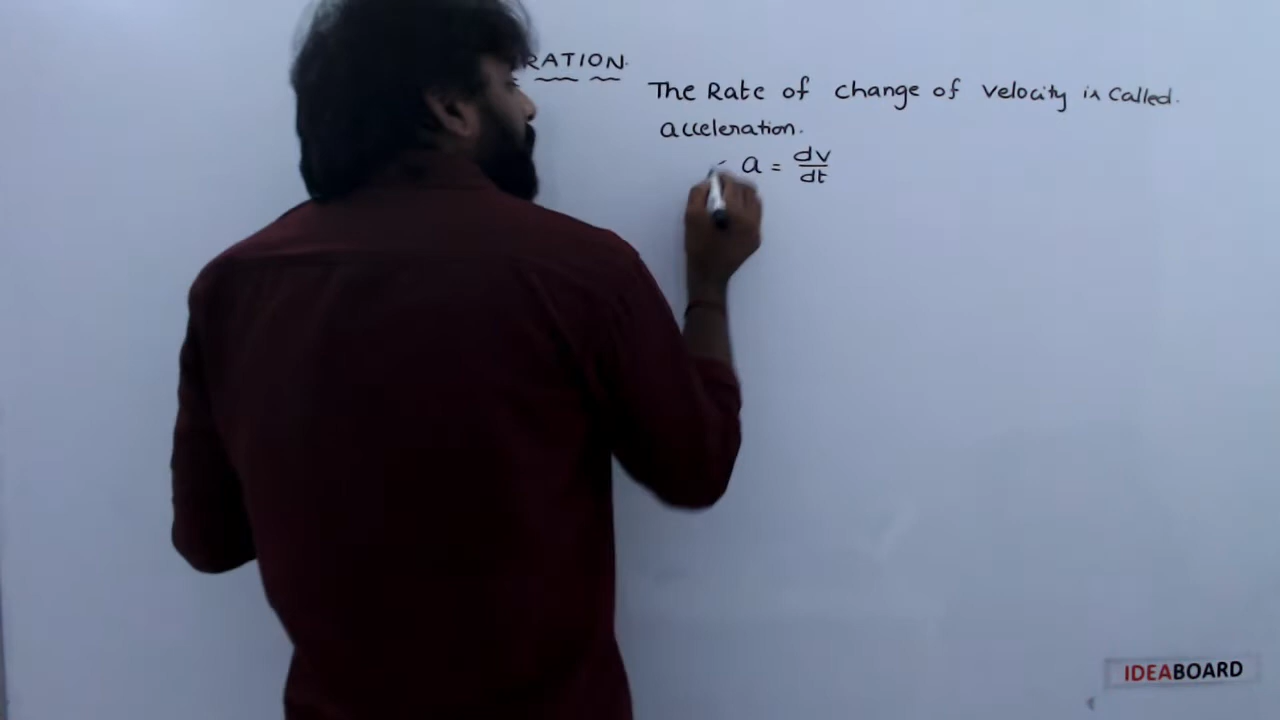 RATION.
The Rate of change of velocity is called.
acceleration.
a = dv/dt
IDEABOARD